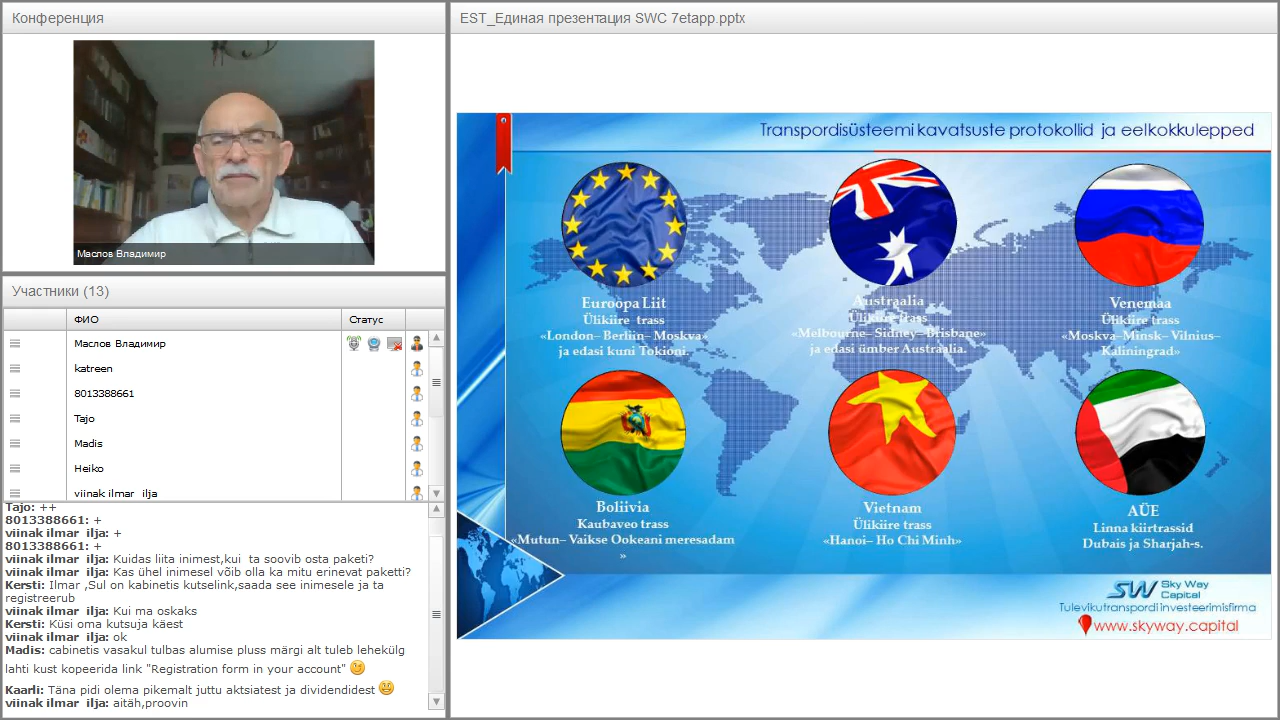 Конференция
Маслов Владимир
Участники (13)
ФИО
Статус
Маслов Владимир
katreen
8013388661
Tajo
Madis
Heiko
viinak ilmar ilja
Tajo: ++
8013388661: +
viinak ilmar ilja: +
8013388661: +
viinak ilmar ilja: Kuidas liita inimest,kui ta soovib osta paketi?
viinak ilmar ilja: Kas ühel inimesel võib olla ka mitu erinevat paketti?
Kersti: Ilmar ,Sul on kabinetis kutselink,saada see inimesele ja ta
registreerub
viinak ilmar ilja: Kui ma oskaks
Kersti: Küsi oma kutsuja käest
viinak ilmar ilja: ok
Madis: cabinetis vasakul tulbas alumise pluss märgi alt tuleb lehekülg
lahti kust kopeerida link "Registration form in your account"
Kaarli: Täna pidi olema pikemalt juttu aktsiatest ja dividendidest
viinak ilmar ilja: aitäh,proovin
EST_Единая презентация SWC 7etapp.pptx
Transpordisüsteemi kavatsuste protokollid ja eelkokkulepped
Euroopa Liit
Ülikiire trass
«London– Berliin– Moskva»
ja edasi kuni Tokioni.
Austraalia
Ülikiire trass
«Melbourne– Sidney– Brisbane»
ja edasi ümber Austraalia.
Venemaa
Ülikiire trass
«Moskva–Minsk– Vilnius–
Kaliningrad»
Boliivia
Kaubaveo trass
«Mutun– Vaikse Ookeani meresadam
»
Vietnam
Ülikiire trass
«Hanoi– Ho Chi Minh»
AÜE
Linna kiirtrassid
Dubais ja Sharjah-s.
SW Sky Way
Capital
Tulevikutranspordi investeerimisfirma
www.skyway.capital